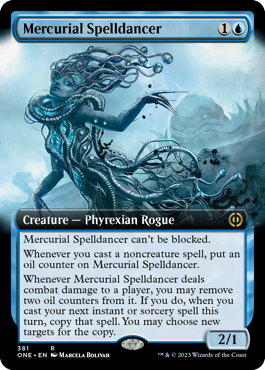 Mercurial Spelldancer 1
Creature — Phyrexian Rogue
Mercurial Spelldancer can't be blocked.
Whenever you cast a noncreature spell, put an
oil counter on Mercurial Spelldancer.
Whenever Mercurial Spelldancer deals
combat damage to a player, you may remove
two oil counters from it. If you do, when you
cast your next instant or sorcery spell this
turn, copy that spell. You may choose new
targets for the copy.
2/1
381 R
ONE • EN MARCELA BOLIVAR ™ & © 2023 Wizards of the Coast